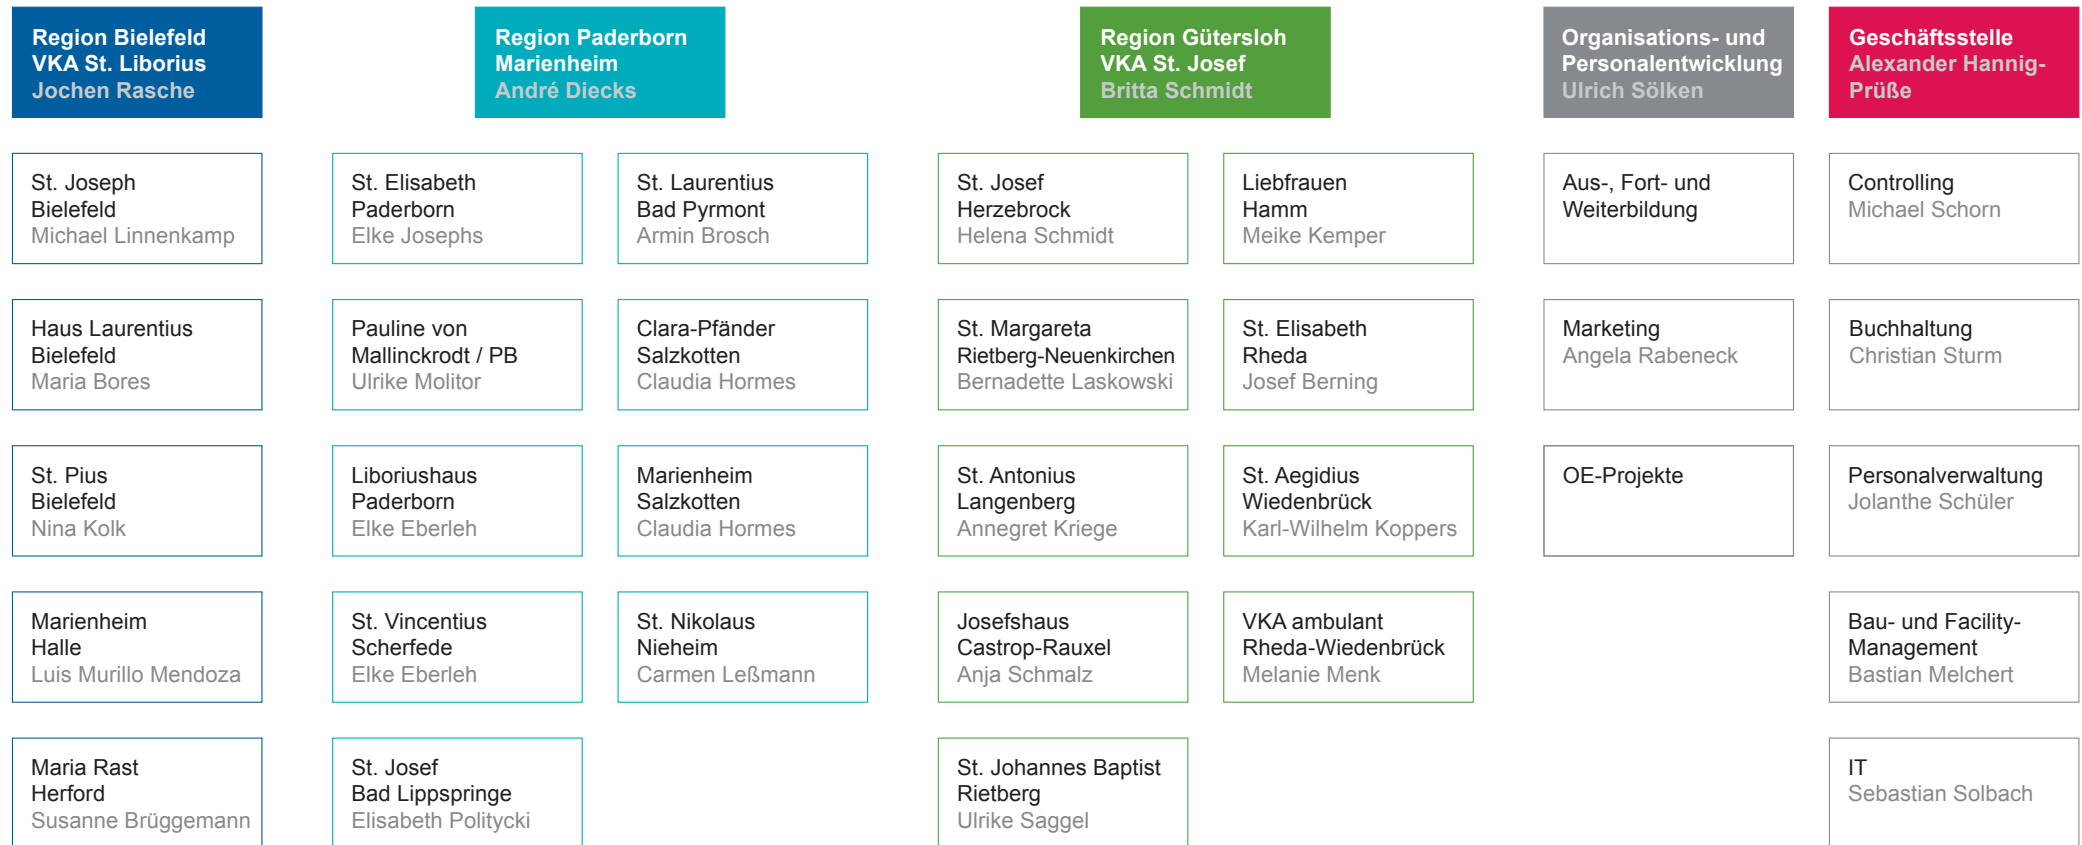 Region Bielefeld
VKA St. Liborius
Jochen Rasche
St. Joseph
Bielefeld
Michael Linnenkamp
Haus Laurentius
Bielefeld
Maria Bores
St. Pius
Bielefeld
Nina Kolk
Marienheim
Halle
Luis Murillo Mendoza
Maria Rast
Herford
Susanne Brüggemann
Region Paderborn
Marienheim
André Diecks
St. Elisabeth
Paderborn
Elke Josephs
Pauline von
Mallinckrodt / PB
Ulrike Molitor
Liboriushaus
Paderborn
Elke Eberleh
St. Vincentius
Scherfede
Elke Eberleh
St. Josef
Bad Lippspringe
Elisabeth Politycki
St. Laurentius
Bad Pyrmont
Armin Brosch
Clara-Pfänder
Salzkotten
Claudia Hormes
Marienheim
Salzkotten
Claudia Hormes
St. Nikolaus
Nieheim
Carmen Leßmann
Region Gütersloh
VKA St. Josef
Britta Schmidt
St. Josef
Herzebrock
Helena Schmidt
St. Margareta
Rietberg-Neuenkirchen
Bernadette Laskowski
St. Antonius
Langenberg
Annegret Kriege
Josefshaus
Castrop-Rauxel
Anja Schmalz
St. Johannes Baptist
Rietberg
Ulrike Saggel
Liebfrauen
Hamm
Meike Kemper
St. Elisabeth
Rheda
Josef Berning
St. Aegidius
Wiedenbrück
Karl-Wilhelm Koppers
VKA ambulant
Rheda-Wiedenbrück
Melanie Menk
Organisations- und
Personalentwicklung
Ulrich Sölken
Aus-, Fort- und
Weiterbildung
Marketing
Angela Rabeneck
OE-Projekte
Geschäftsstelle
Alexander Hannig-
Prüße
Controlling
Michael Schorn
Buchhaltung
Christian Sturm
Personalverwaltung
Jolanthe Schüler
Bau- und Facility-
Management
Bastian Melchert
IT
Sebastian Solbach